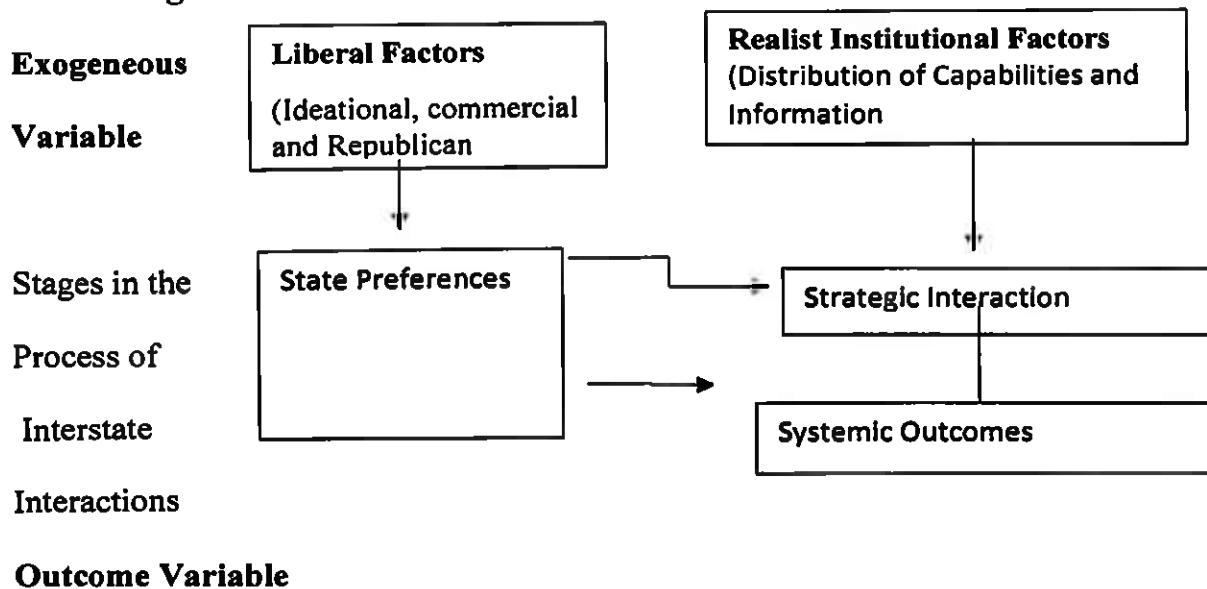 Exogeneous
Variable
Liberal Factors
(Ideational, commercial
and Republican
Realist Institutional Factors
(Distribution of Capabilities and
Information
Stages in the
Process of
Interstate
Interactions
State Preferences
Strategic Interaction
Systemic Outcomes
Outcome Variable